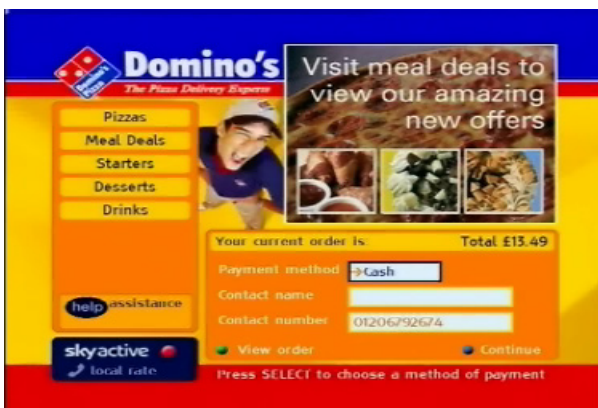 Domino's
The Pizza Delivery Experts
Domino's Pizza
Visit meal deals to
view our amazing
new offers
Pizzas
Meal Deals
Starters
Desserts
Drinks
help assistance
skyactive
local rate
Your current order is: Total £13.49
Payment method Cash
Contact name
Contact number 01206792674
View order Continue
Press SELECT to choose a method of payment